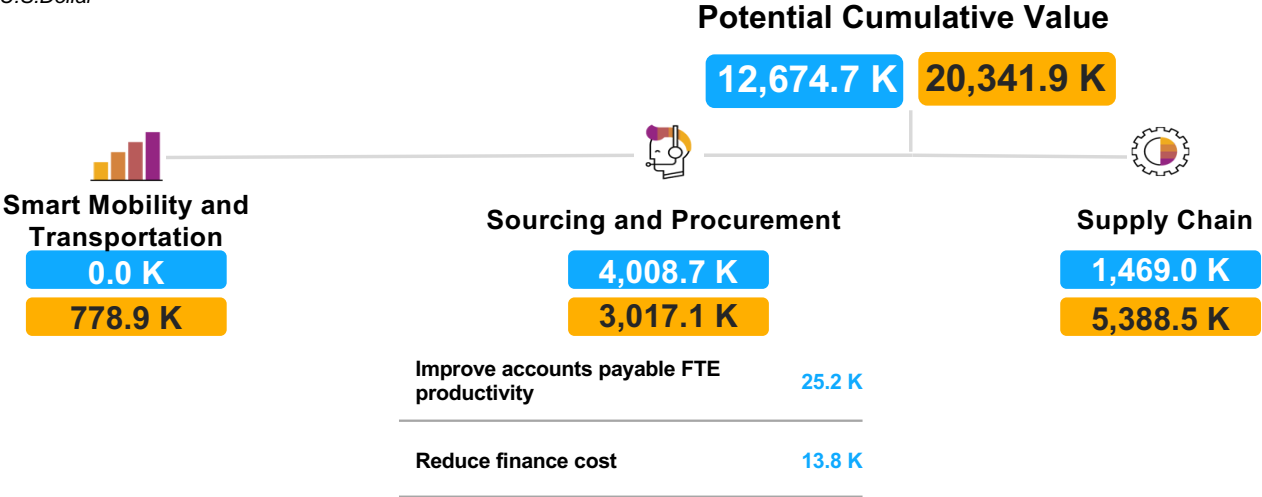 U.S.Dollar
Potential Cumulative Value
12,674.7 K 20,341.9 K
Smart Mobility and
Transportation
0.0 K
778.9 K
Sourcing and Procurement
4,008.7 K
3,017.1 K
Supply Chain
1,469.0 K
5,388.5 K
Improve accounts payable FTE
productivity
25.2 K
Reduce finance cost 13.8 K